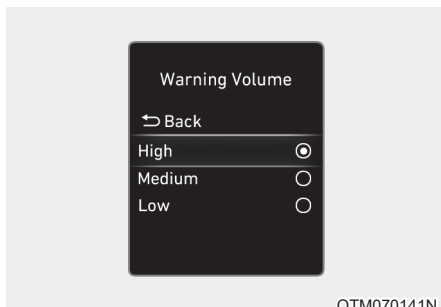 Warning Volume
Back
High
Medium
Low
OTM070141N